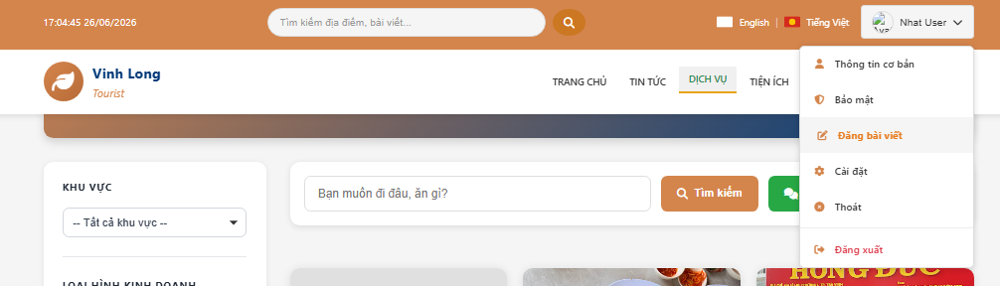 17:04:45 26/06/2026
Tìm kiếm địa điểm, bài viết...
English | Tiếng Việt
Nhat User
Vinh Long
Tourist
TRANG CHỦ
TIN TỨC
DỊCH VỤ
TIỆN ÍCH
Thông tin cơ bản
Bảo mật
Đăng bài viết
Cài đặt
Thoát
Đăng xuất
KHU VỰC
-- Tất cả khu vực --
Bạn muốn đi đâu, ăn gì?
Tìm kiếm
LOẠI HÌNH KINH DOANH
HỒNG ĐỨC